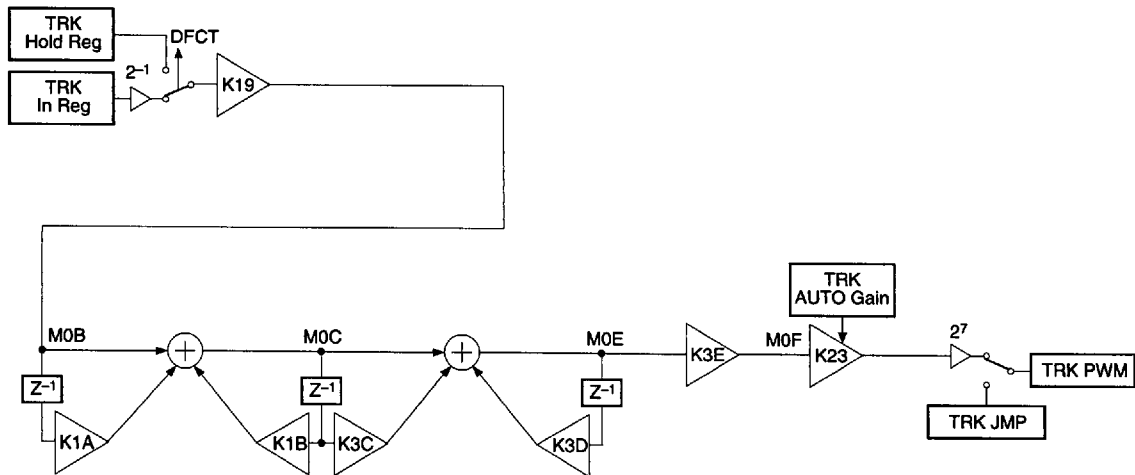 TRK
Hold Reg
DFCT
2⁻¹
TRK
In Reg
K19
TRK
AUTO Gain
M0B
M0C
M0E
K3E
M0F
K23
2⁷
TRK PWM
Z⁻¹
Z⁻¹
Z⁻¹
TRK JMP
K1A
K1B
K3C
K3D